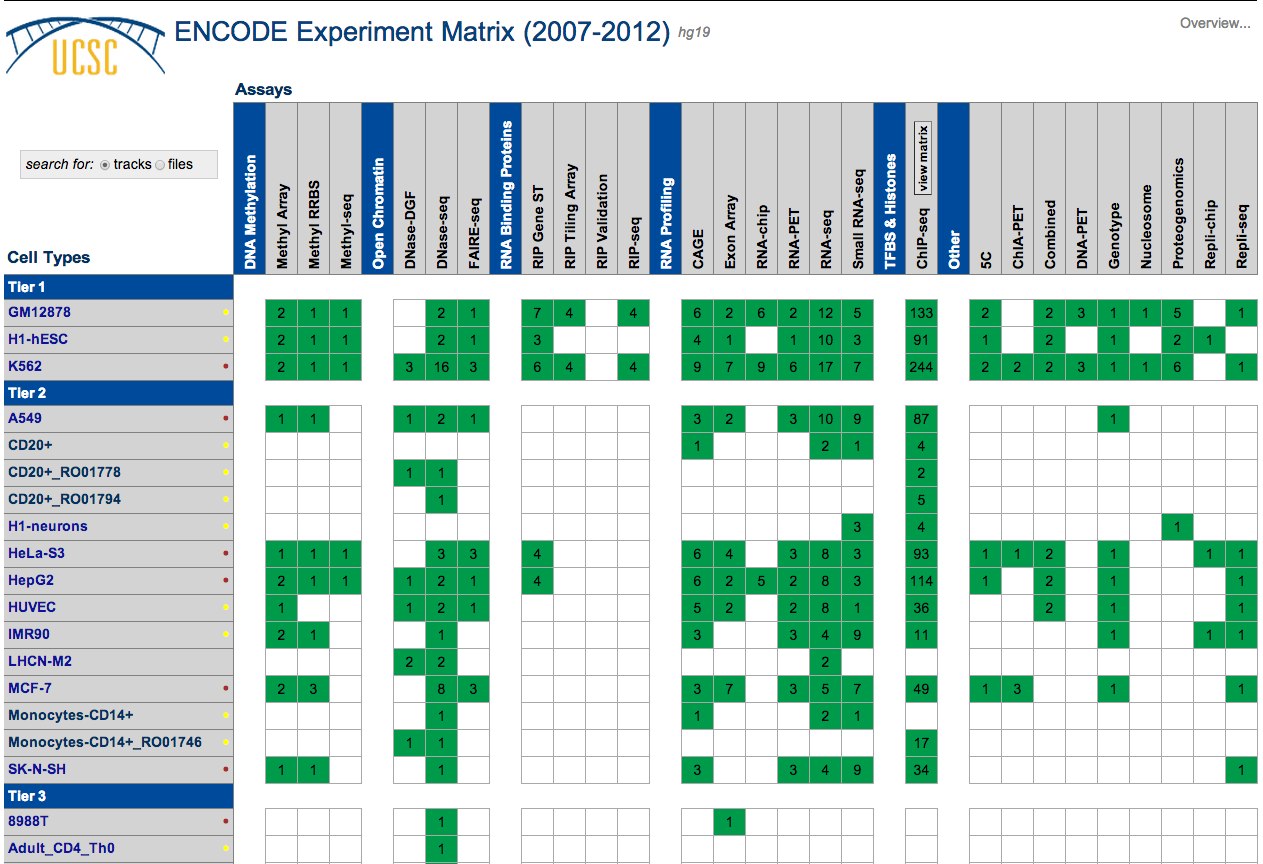 UCSC
ENCODE Experiment Matrix (2007-2012) hg19
Overview...
Assays
search for: tracks files
Cell Types
DNA Methylation
Methyl Array
Methyl RRBS
Methyl-seq
Open Chromatin
DNase-DGF
DNase-seq
FAIRE-seq
RNA Binding Proteins
RIP Gene ST
RIP Tiling Array
RIP Validation
RIP-seq
RNA Profiling
CAGE
Exon Array
RNA-chip
RNA-PET
RNA-seq
Small RNA-seq
TFBS & Histones
ChIP-seq view matrix
Other
5C
ChIA-PET
Combined
DNA-PET
Genotype
Nucleosome
Proteogenomics
Repli-chip
Repli-seq
Tier 1
GM12878 2 1 1 2 1 7 4 4 6 2 6 2 12 5 133 2 2 3 1 1 5 1
H1-hESC 2 1 1 2 1 3 4 1 1 10 3 91 1 2 1 2 1
K562 2 1 1 3 16 3 6 4 4 9 7 9 6 17 7 244 2 2 2 3 1 1 6 1
Tier 2
A549 1 1 1 2 1 3 2 3 10 9 87 1
CD20+ 1 2 1 4
CD20+_RO01778 1 1 2
CD20+_RO01794 1 5
H1-neurons 3 4 1
HeLa-S3 1 1 1 3 3 4 6 4 3 8 3 93 1 1 2 1 1 1
HepG2 2 1 1 1 2 1 4 6 2 5 2 8 3 114 1 2 1 1
HUVEC 1 1 2 1 5 2 2 8 1 36 2 1 1
IMR90 2 1 1 3 3 4 9 11 1 1 1
LHCN-M2 2 2 2
MCF-7 2 3 8 3 3 7 3 5 7 49 1 3 1 1
Monocytes-CD14+ 1 1 2 1
Monocytes-CD14+_RO01746 1 1 17
SK-N-SH 1 1 1 3 3 4 9 34 1
Tier 3
8988T 1 1
Adult_CD4_Th0 1